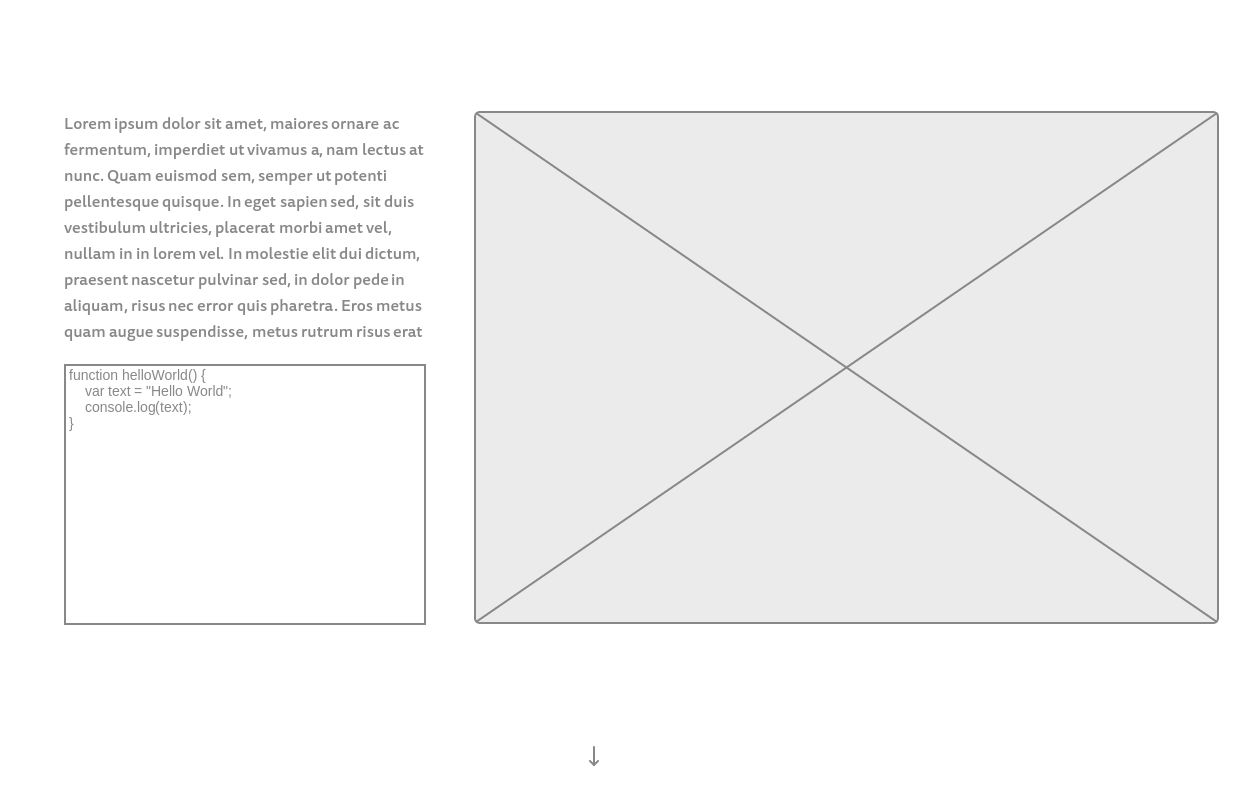 Lorem ipsum dolor sit amet, maiores ornare ac
fermentum, imperdiet ut vivamus a, nam lectus at
nunc. Quam euismod sem, semper ut potenti
pellentesque quisque. In eget sapien sed, sit duis
vestibulum ultricies, placerat morbi amet vel,
nullam in in lorem vel. In molestie elit dui dictum,
praesent nascetur pulvinar sed, in dolor pede in
aliquam, risus nec error quis pharetra. Eros metus
quam augue suspendisse, metus rutrum risus erat
function helloWorld() {
    var text = "Hello World";
    console.log(text);
}